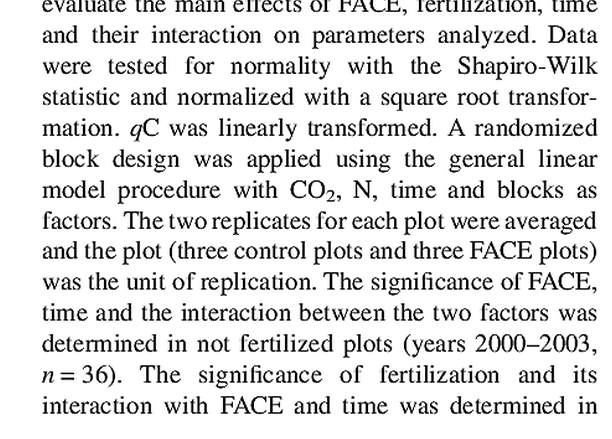 evaluate the main effects of FACE, fertilization, time
and their interaction on parameters analyzed. Data
were tested for normality with the Shapiro-Wilk
statistic and normalized with a square root transfor-
mation. qC was linearly transformed. A randomized
block design was applied using the general linear
model procedure with CO₂, N, time and blocks as
factors. The two replicates for each plot were averaged
and the plot (three control plots and three FACE plots)
was the unit of replication. The significance of FACE,
time and the interaction between the two factors was
determined in not fertilized plots (years 2000–2003,
n = 36). The significance of fertilization and its
interaction with FACE and time was determined in